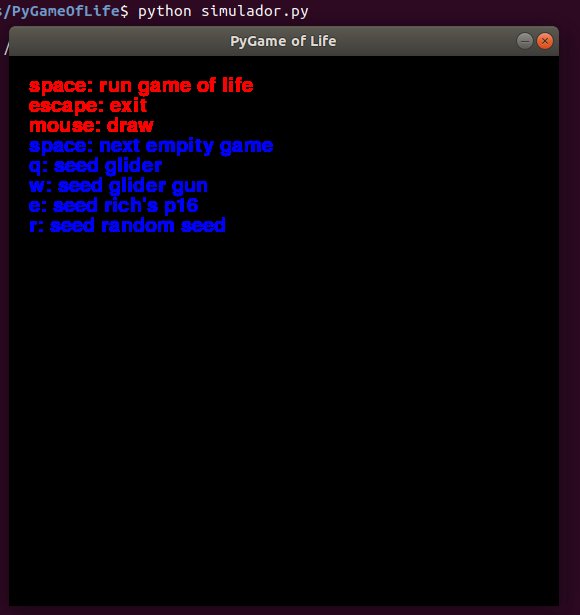 s/PyGameOfLife$ python simulador.py
/
PyGame of Life
space: run game of life
escape: exit
mouse: draw
space: next empity game
q: seed glider
w: seed glider gun
e: seed rich's p16
r: seed random seed